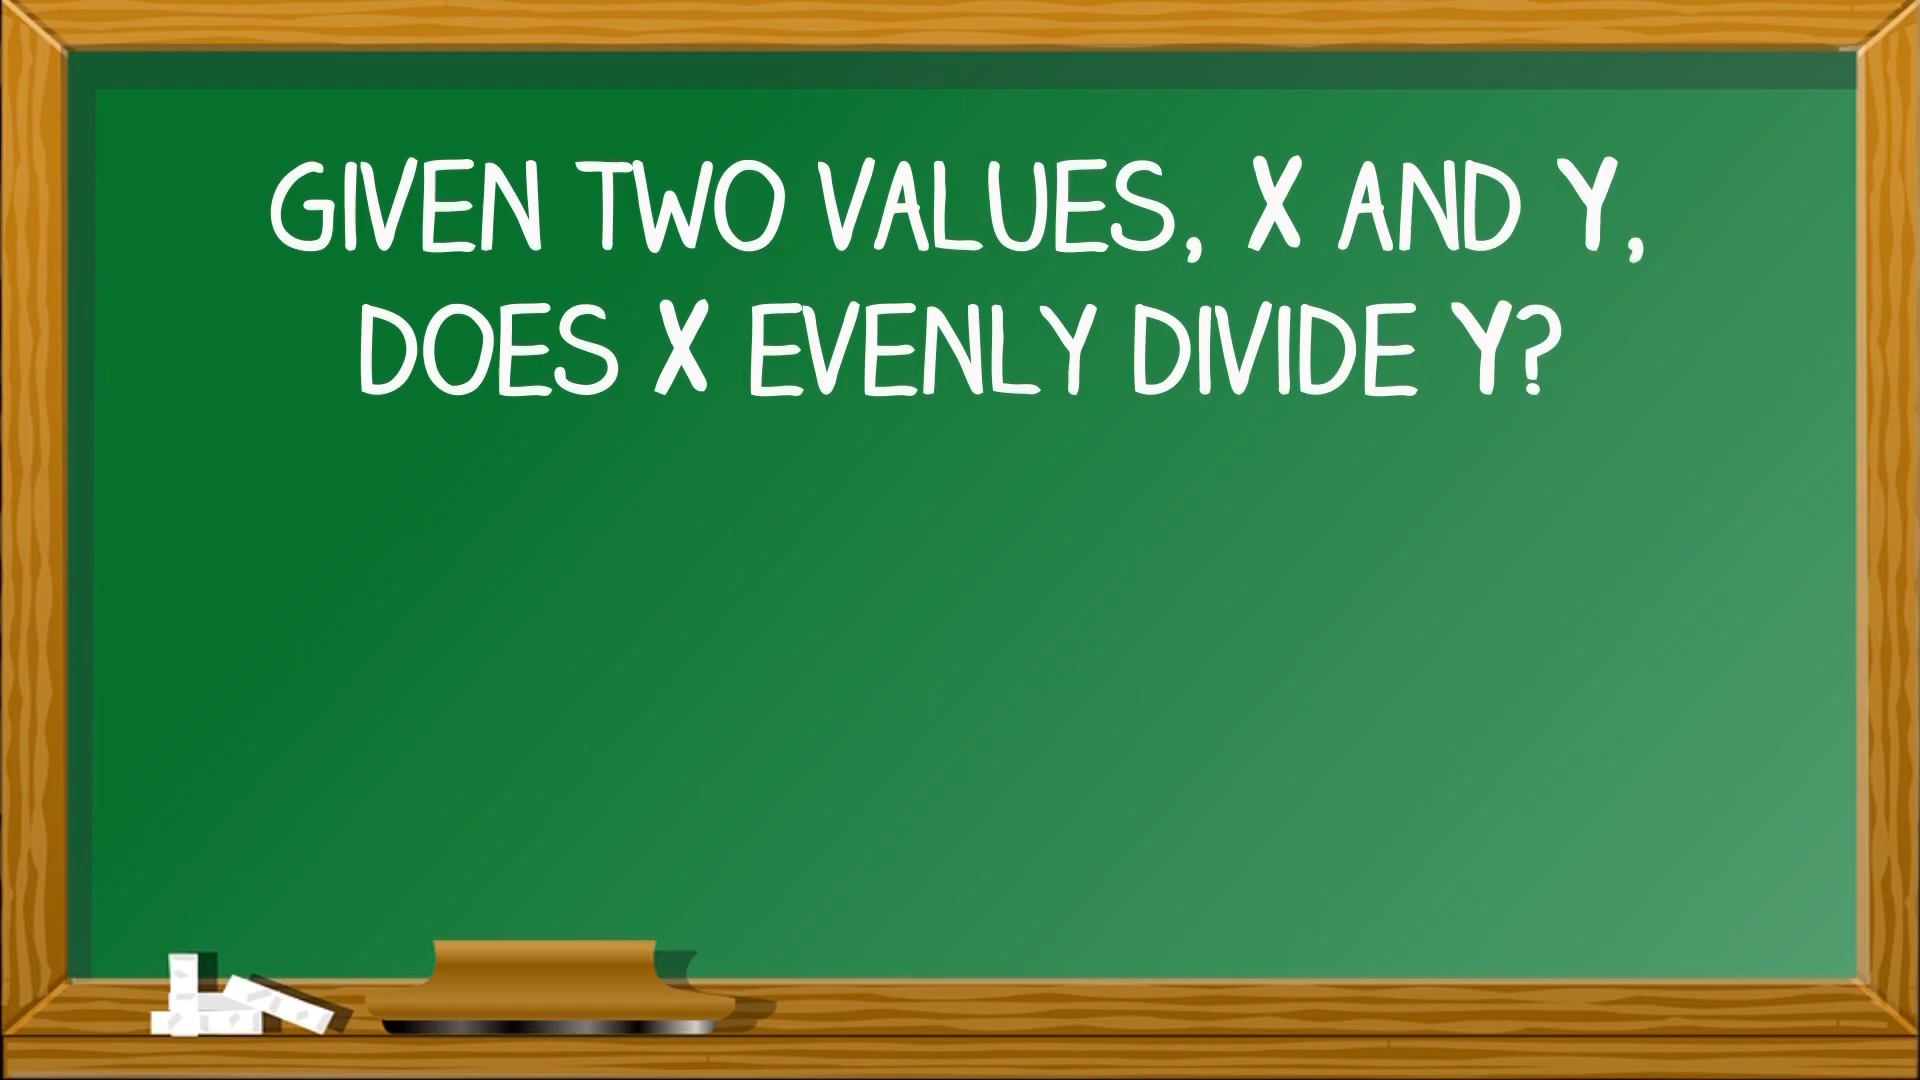 GIVEN TWO VALUES, X AND Y,
DOES X EVENLY DIVIDE Y?